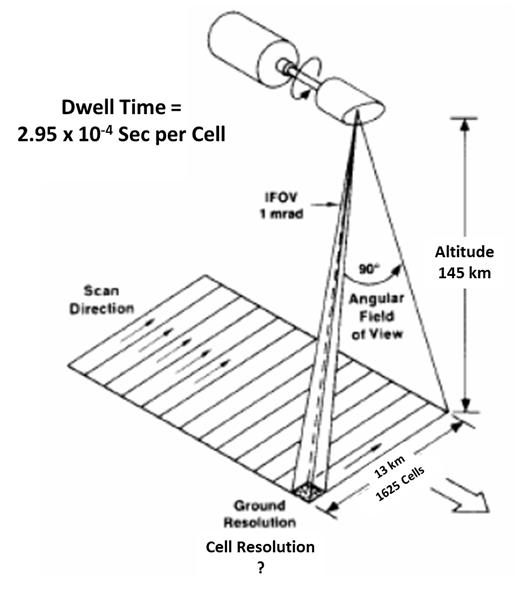 Dwell Time =
2.95 x 10⁻⁴ Sec per Cell
IFOV
1 mrad
Altitude
145 km
90°
Angular
Field
of View
Scan
Direction
13 km
1625 Cells
Ground
Resolution
Cell Resolution
?